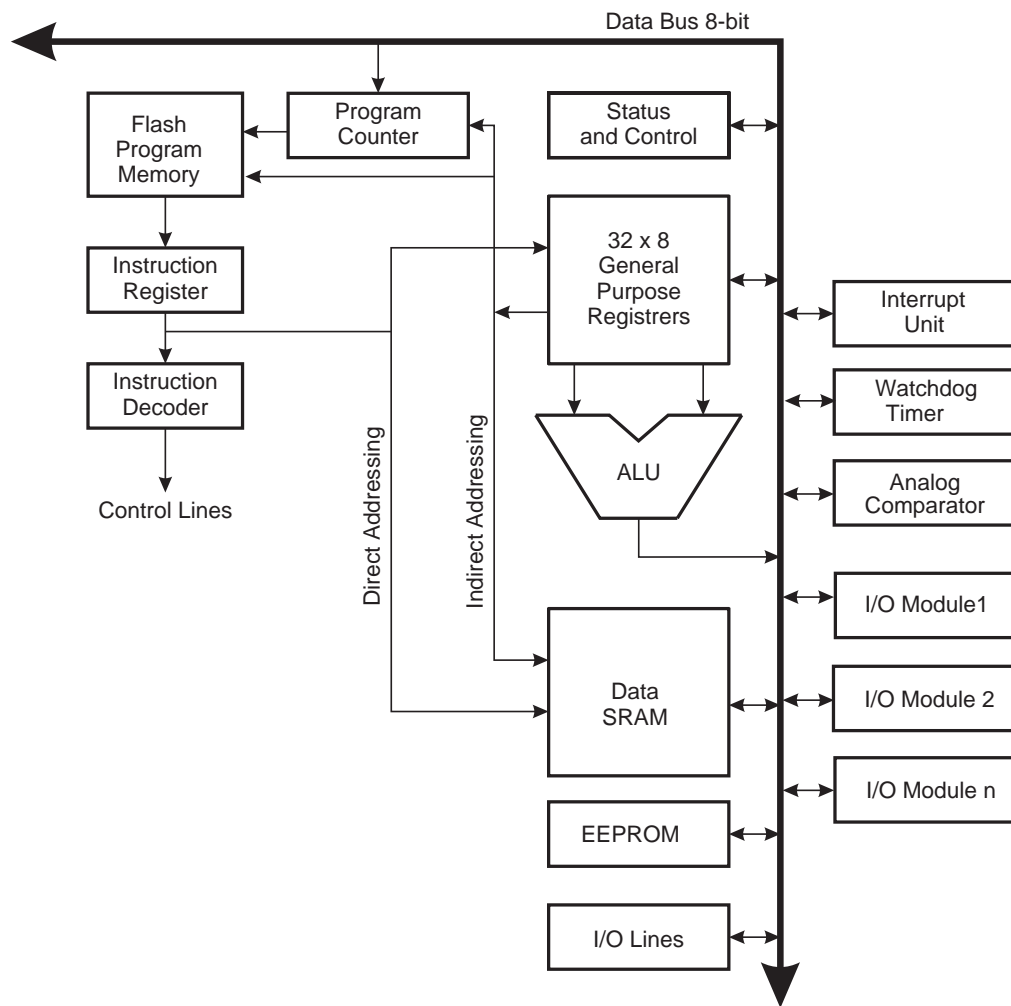 Data Bus 8-bit
Flash
Program
Memory
Program
Counter
Status
and Control
Instruction
Register
32 x 8
General
Purpose
Registrers
Interrupt
Unit
Instruction
Decoder
Watchdog
Timer
Control Lines
Direct Addressing
Indirect Addressing
ALU
Analog
Comparator
I/O Module1
Data
SRAM
I/O Module 2
I/O Module n
EEPROM
I/O Lines